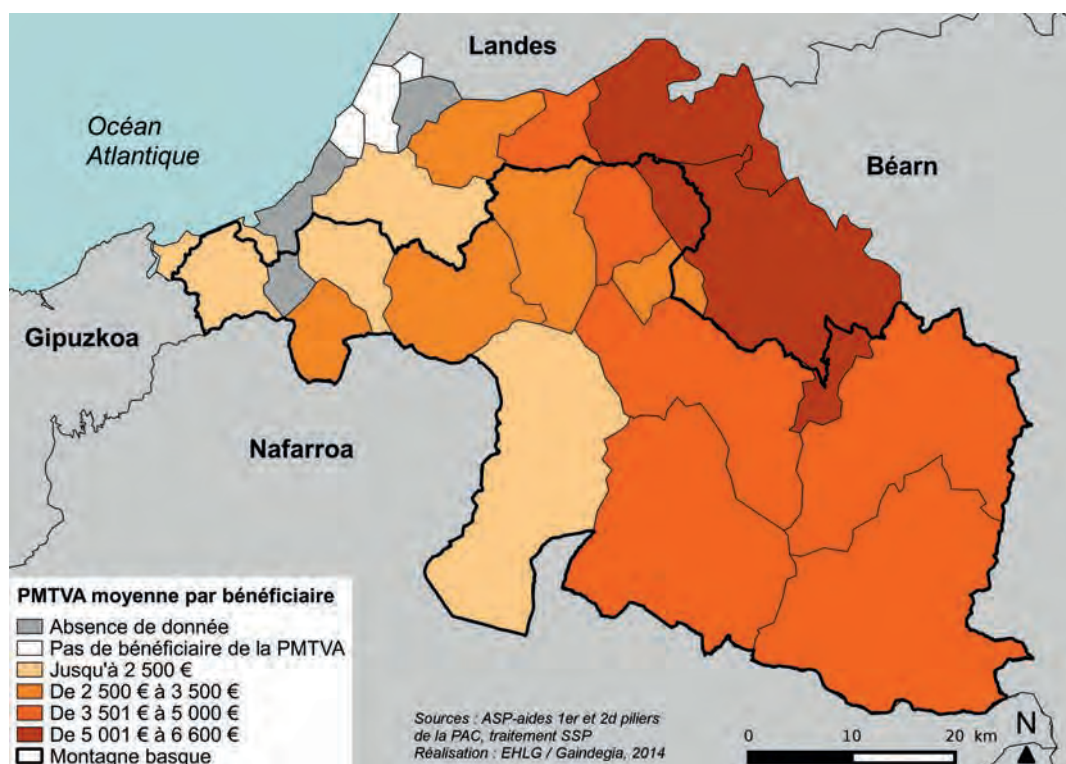 Landes
Océan
Atlantique
Béarn
Gipuzkoa
Nafarroa
PMTVA moyenne par bénéficiaire
Absence de donnée
Pas de bénéficiaire de la PMTVA
Jusqu'à 2 500 €
De 2 500 € à 3 500 €
De 3 501 € à 5 000 €
De 5 001 € à 6 600 €
Montagne basque
Sources : ASP-aides 1er et 2d piliers
de la PAC, traitement SSP
Réalisation : EHLG / Gaindegia, 2014
0 10 20 km
N